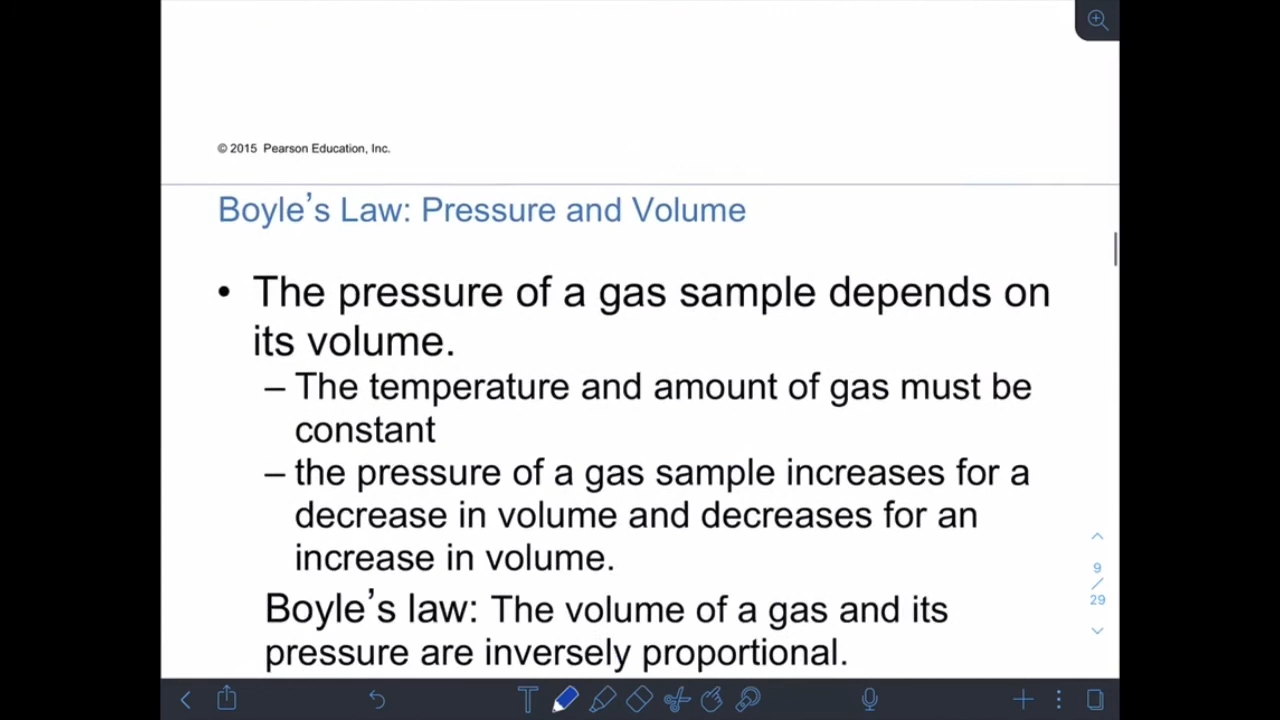 © 2015 Pearson Education, Inc.
Boyle’s Law: Pressure and Volume
• The pressure of a gas sample depends on
its volume.
– The temperature and amount of gas must be
constant
– the pressure of a gas sample increases for a
decrease in volume and decreases for an
increase in volume.
Boyle’s law: The volume of a gas and its
pressure are inversely proportional.
9
/
29